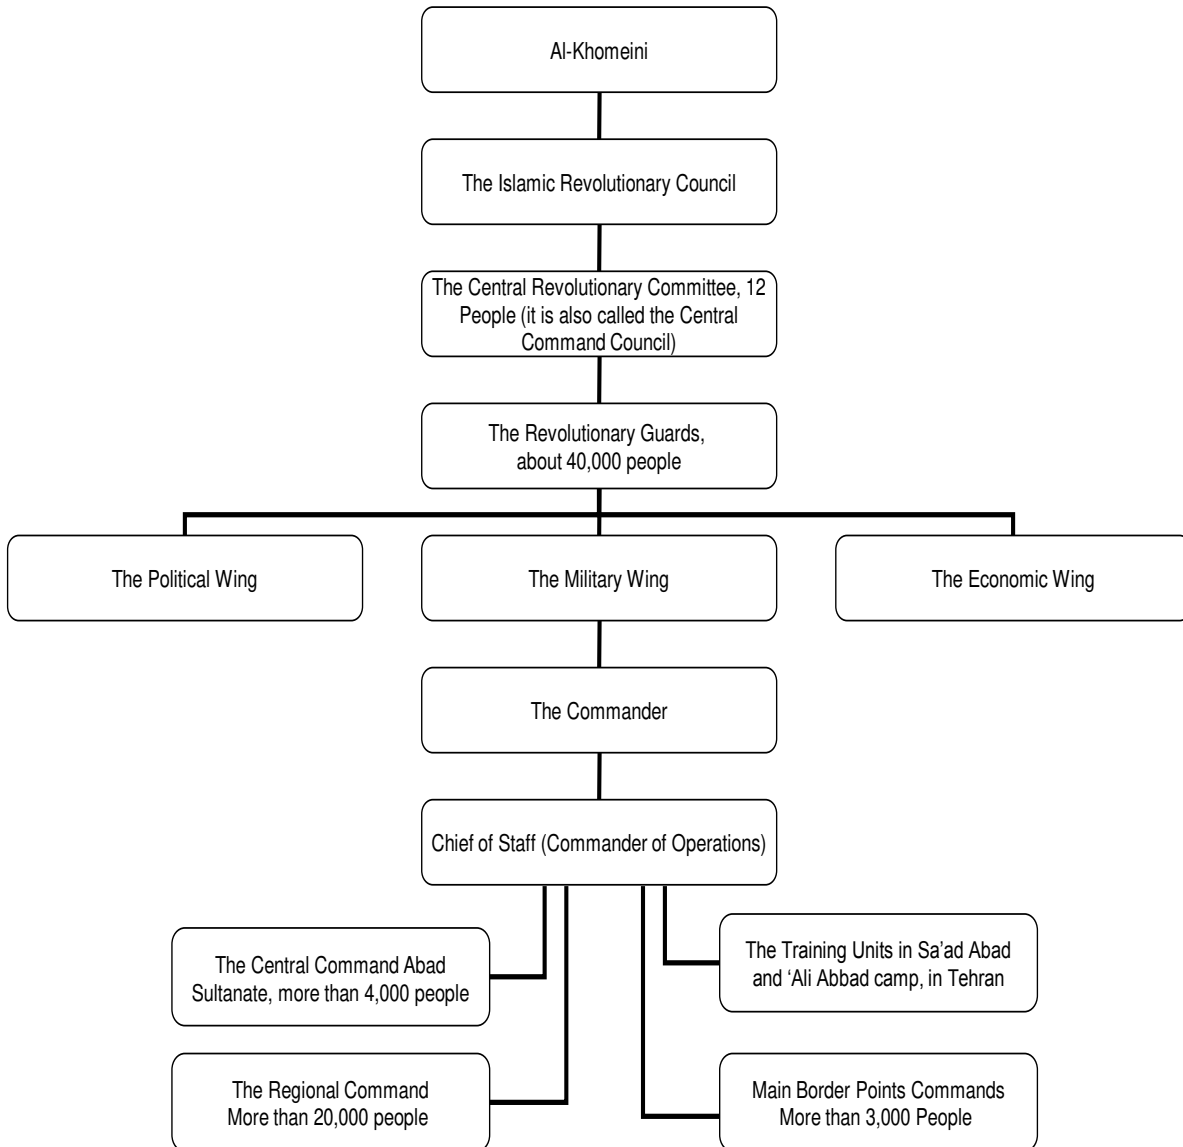 Al-Khomeini
The Islamic Revolutionary Council
The Central Revolutionary Committee, 12
People (it is also called the Central
Command Council)
The Revolutionary Guards,
about 40,000 people
The Political Wing
The Military Wing
The Economic Wing
The Commander
Chief of Staff (Commander of Operations)
The Central Command Abad
Sultanate, more than 4,000 people
The Training Units in Sa’ad Abad
and ‘Ali Abbad camp, in Tehran
The Regional Command
More than 20,000 people
Main Border Points Commands
More than 3,000 People